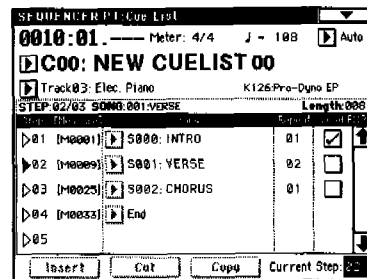 SEQUENCER P1:Cue List
0010:01.--- Meter: 4/4 ♩= 108 Auto
C00: NEW CUELIST 00
Track03: Elec. Piano K126:Pro-Dyno EP
STEP:02/03 SONG:001:VERSE Length:008
Step Repeat
01 [M0001] S000: INTRO 01
02 [M0009] S001: VERSE 02
03 [M0025] S002: CHORUS 01
04 [M0033] End
05
Insert Cut Copy Current Step: